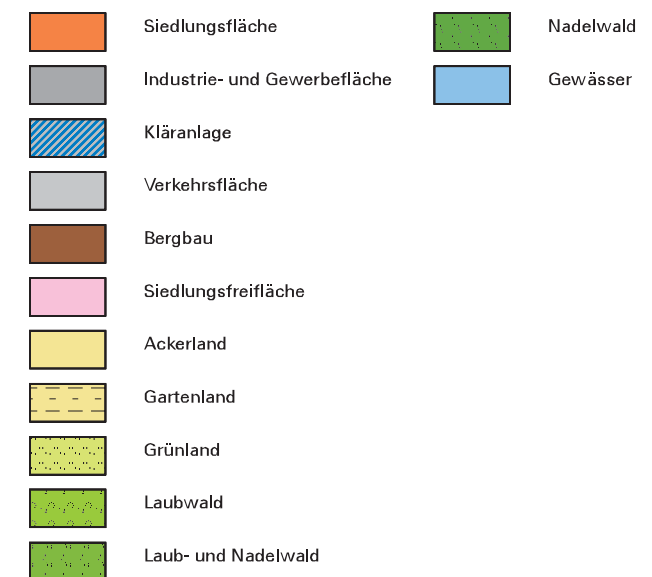 Siedlungsfläche
Industrie- und Gewerbefläche
Kläranlage
Verkehrsfläche
Bergbau
Siedlungsfreifläche
Ackerland
Gartenland
Grünland
Laubwald
Laub- und Nadelwald
Nadelwald
Gewässer